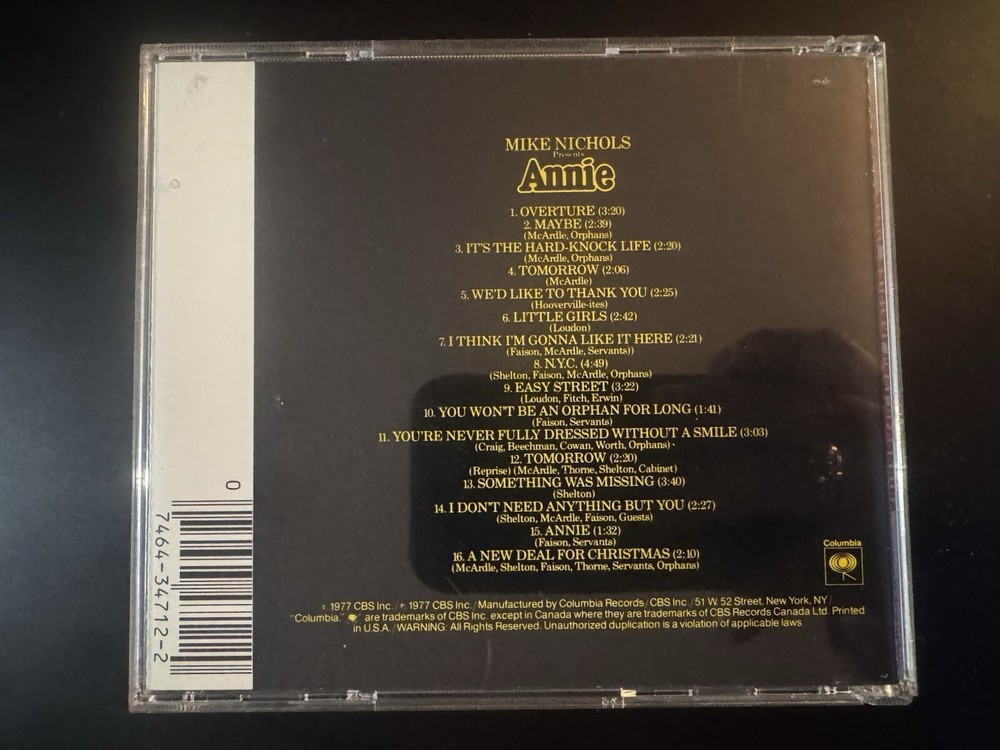 MIKE NICHOLS
Presents
Annie
1. OVERTURE (3:20)
2. MAYBE (2:39)
(McArdle, Orphans)
3. IT'S THE HARD-KNOCK LIFE (2:20)
(McArdle, Orphans)
4. TOMORROW (2:06)
(McArdle)
5. WE'D LIKE TO THANK YOU (2:25)
(Hooverville-ites)
6. LITTLE GIRLS (2:42)
(Loudon)
7. I THINK I'M GONNA LIKE IT HERE (2:21)
(Faison, McArdle, Servants))
8. N.Y.C. (4:49)
(Shelton, Faison, McArdle, Orphans)
9. EASY STREET (3:22)
(Loudon, Fitch, Erwin)
10. YOU WON'T BE AN ORPHAN FOR LONG (1:41)
(Faison, Servants)
11. YOU'RE NEVER FULLY DRESSED WITHOUT A SMILE (3:03)
(Craig, Beechman, Cowan, Worth, Orphans)
12. TOMORROW (2:20)
(Reprise) (McArdle, Thorne, Shelton, Cabinet)
13. SOMETHING WAS MISSING (3:40)
(Shelton)
14. I DON'T NEED ANYTHING BUT YOU (2:27)
(Shelton, McArdle, Faison, Guests)
15. ANNIE (1:32)
(Faison, Servants)
16. A NEW DEAL FOR CHRISTMAS (2:10)
(McArdle, Shelton, Faison, Thorne, Servants, Orphans)
Columbia
© 1977 CBS Inc./℗ 1977 CBS Inc./Manufactured by Columbia Records/CBS Inc./51 W. 52 Street, New York, NY/
"Columbia," " are trademarks of CBS Inc. except in Canada where they are trademarks of CBS Records Canada Ltd. Printed
in U.S.A./WARNING: All Rights Reserved. Unauthorized duplication is a violation of applicable laws
0
7464-34712-2